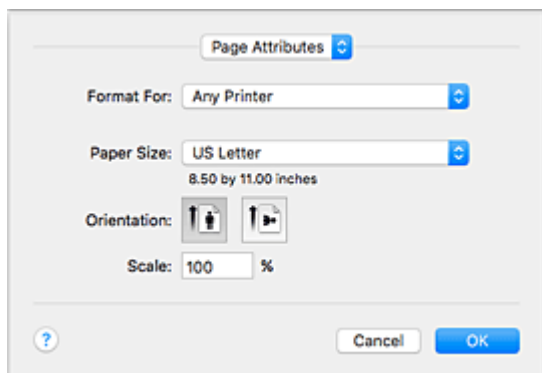 Page Attributes
Format For: Any Printer
Paper Size: US Letter
8.50 by 11.00 inches
Orientation:
Scale: 100 %
? Cancel OK